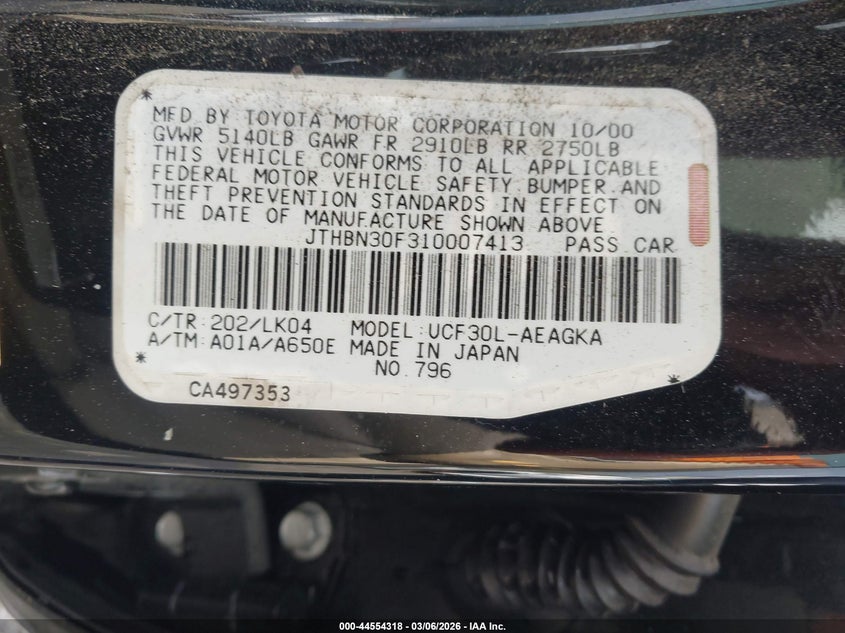 MFD BY TOYOTA MOTOR CORPORATION 10/00
GVWR 5140LB GAWR FR 2910LB RR 2750LB
THIS VEHICLE CONFORMS TO ALL APPLICABLE
FEDERAL MOTOR VEHICLE SAFETY BUMPER AND
THEFT PREVENTION STANDARDS IN EFFECT ON
THE DATE OF MANUFACTURE SHOWN ABOVE
JTHBN30F310007413 PASS CAR
C/TR:202/LK04 MODEL:UCF30L-AEAGKA
A/TM:A01A/A650E MADE IN JAPAN
NO.796
CA497353
000-44554318 - 03/06/2026 - IAA Inc.